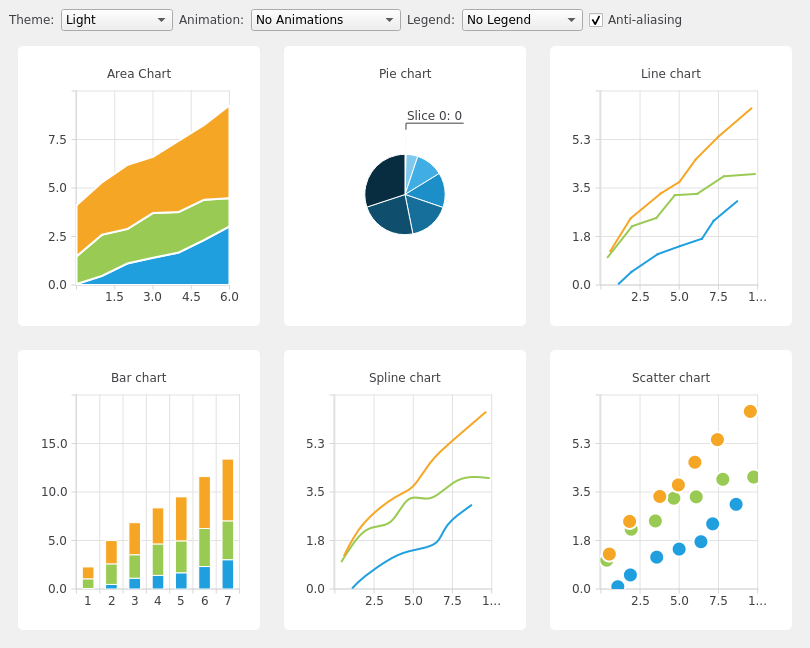 Theme: Light Animation: No Animations Legend: No Legend Anti-aliasing
Area Chart
7.5
5.0
2.5
0.0
1.5 3.0 4.5 6.0
Pie chart
Slice 0: 0
Line chart
5.3
3.5
1.8
0.0
2.5 5.0 7.5 1...
Bar chart
15.0
10.0
5.0
0.0
1 2 3 4 5 6 7
Spline chart
5.3
3.5
1.8
0.0
2.5 5.0 7.5 1...
Scatter chart
5.3
3.5
1.8
0.0
2.5 5.0 7.5 1...